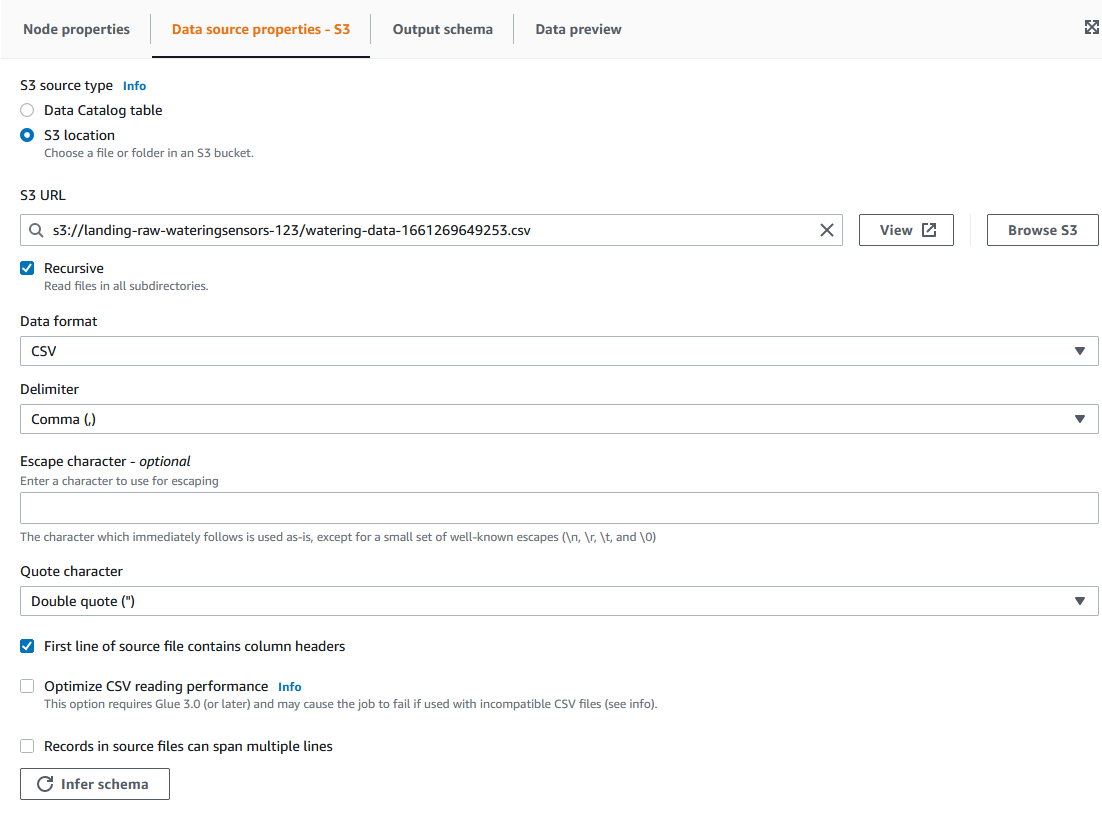 Node properties
Data source properties - S3
Output schema
Data preview
S3 source type Info
Data Catalog table
S3 location
Choose a file or folder in an S3 bucket.
S3 URL
s3://landing-raw-wateringsensors-123/watering-data-1661269649253.csv
View
Browse S3
Recursive
Read files in all subdirectories.
Data format
CSV
Delimiter
Comma (,)
Escape character - optional
Enter a character to use for escaping
The character which immediately follows is used as-is, except for a small set of well-known escapes (\n, \r, \t, and \0)
Quote character
Double quote (")
First line of source file contains column headers
Optimize CSV reading performance Info
This option requires Glue 3.0 (or later) and may cause the job to fail if used with incompatible CSV files (see info).
Records in source files can span multiple lines
Infer schema